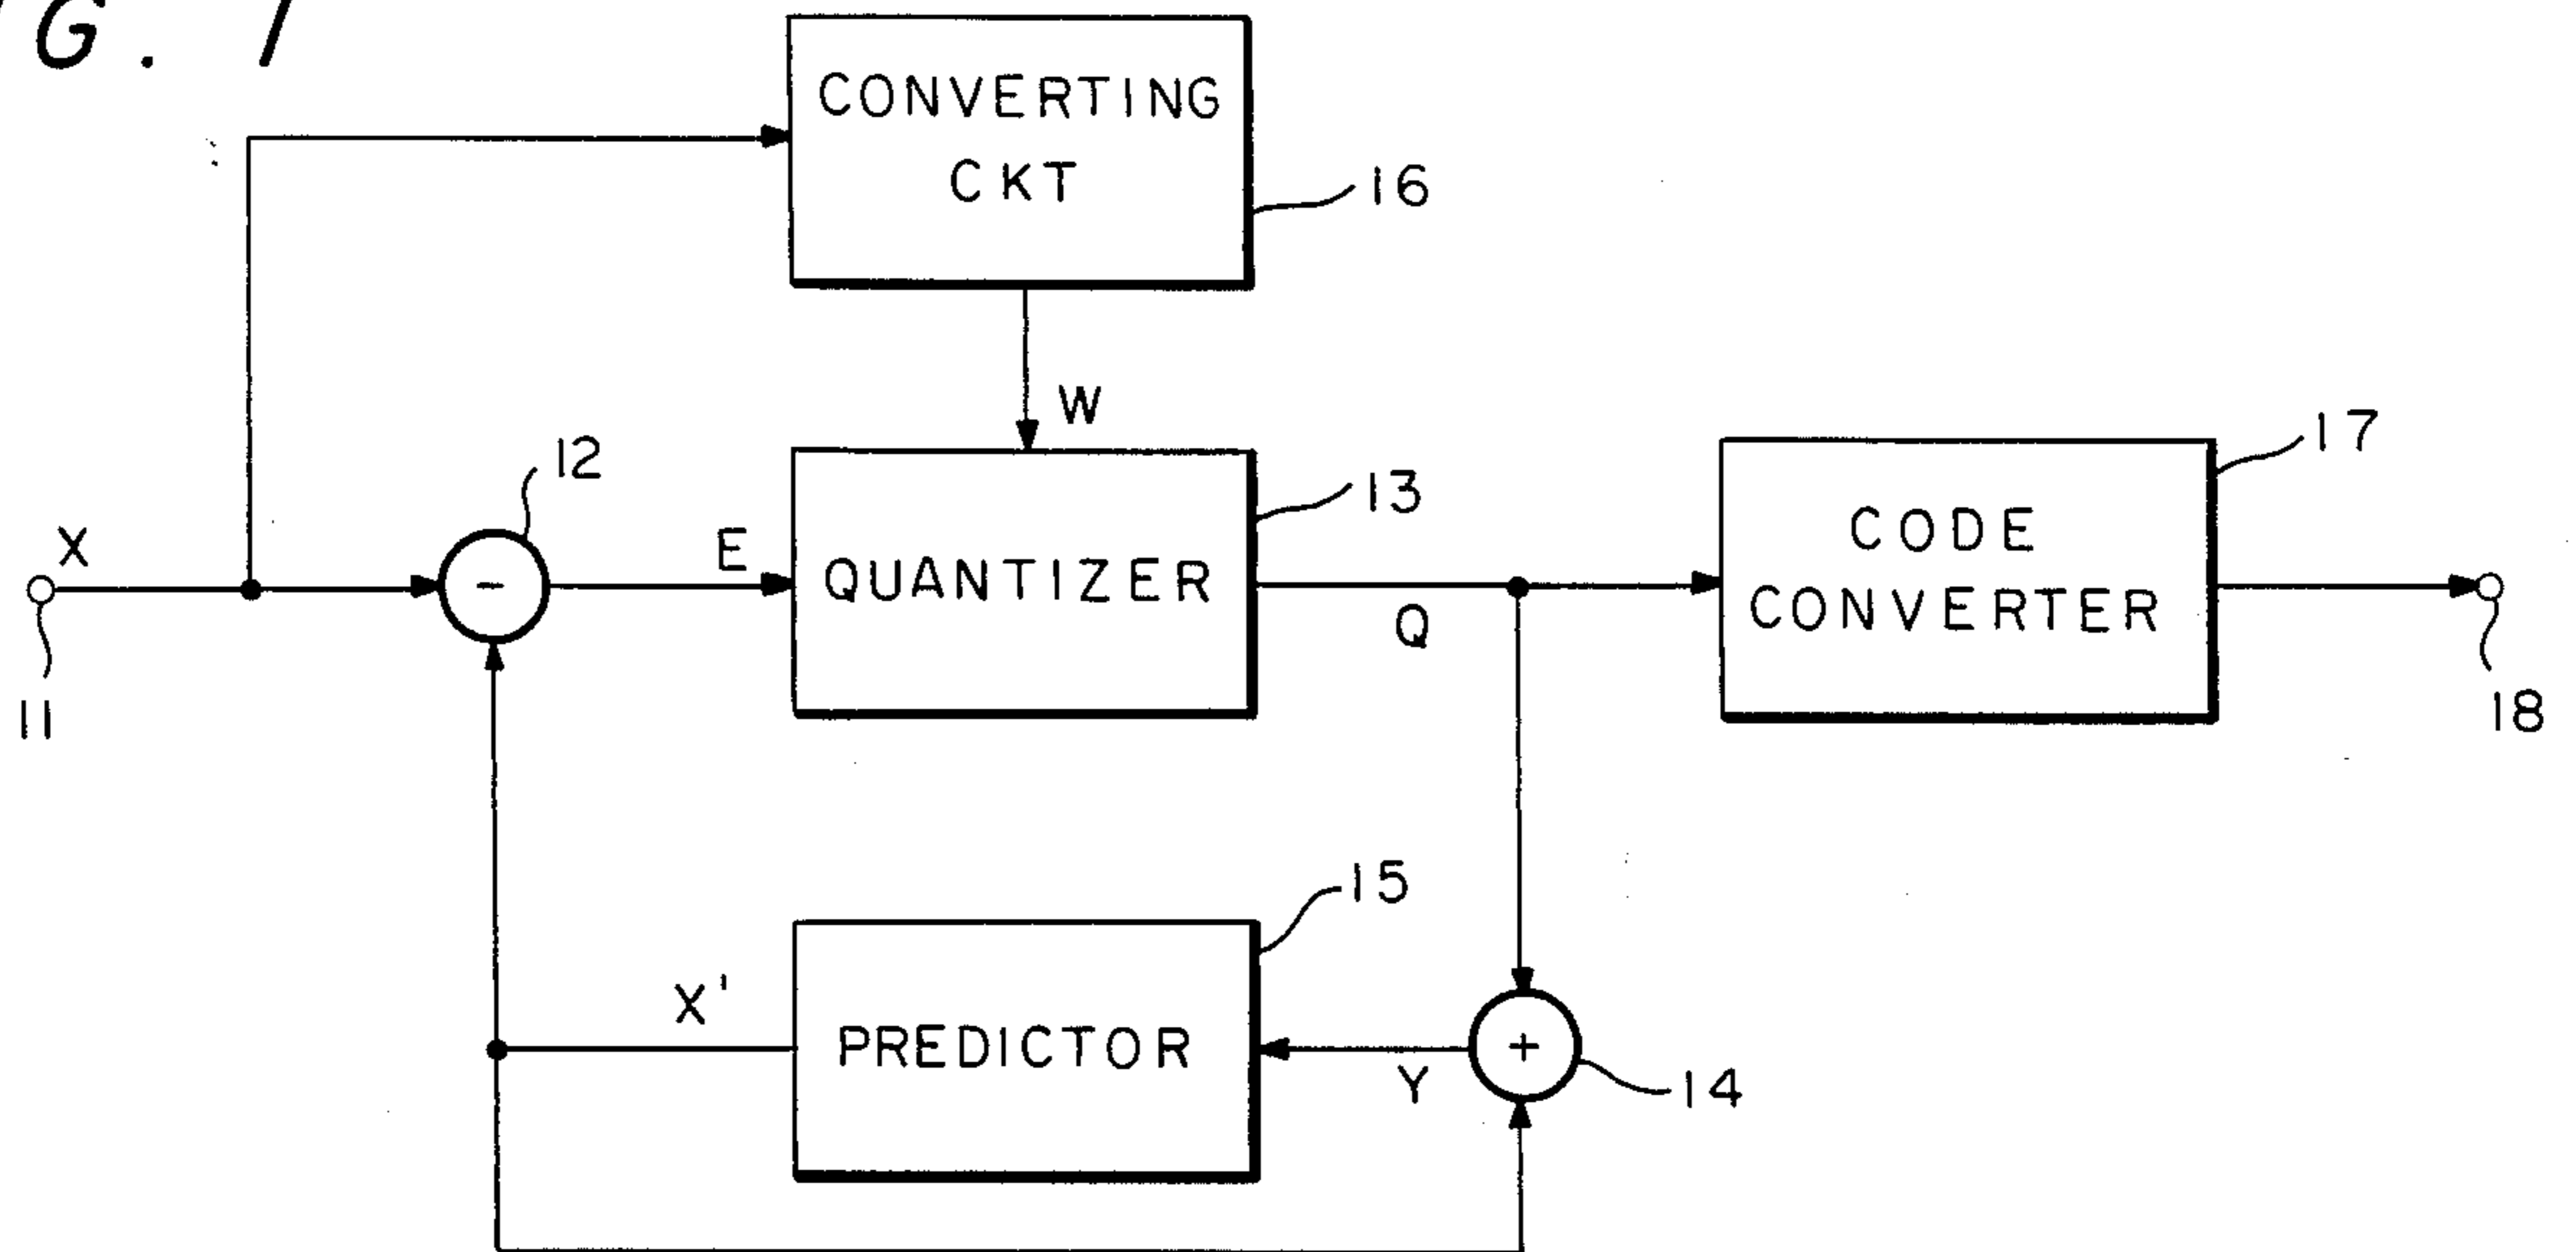 G. 1
CONVERTING
CKT
16
W
12
13
17
X
E
QUANTIZER
Q
CODE
CONVERTER
11
18
-
15
X'
PREDICTOR
Y
+
14